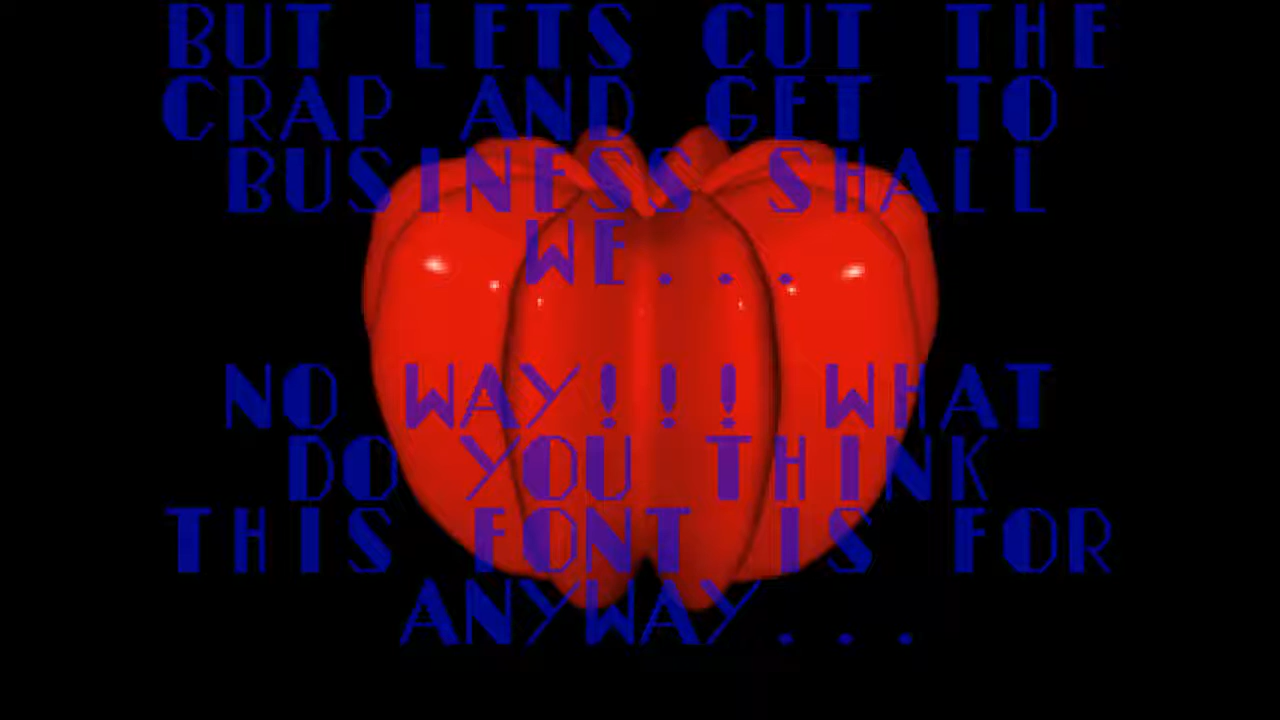 BUT LETS CUT THE
CRAP AND GET TO
BUSINESS SHALL
WE...
NO WAY!!! WHAT
DO YOU THINK
THIS FONT IS FOR
ANYWAY...